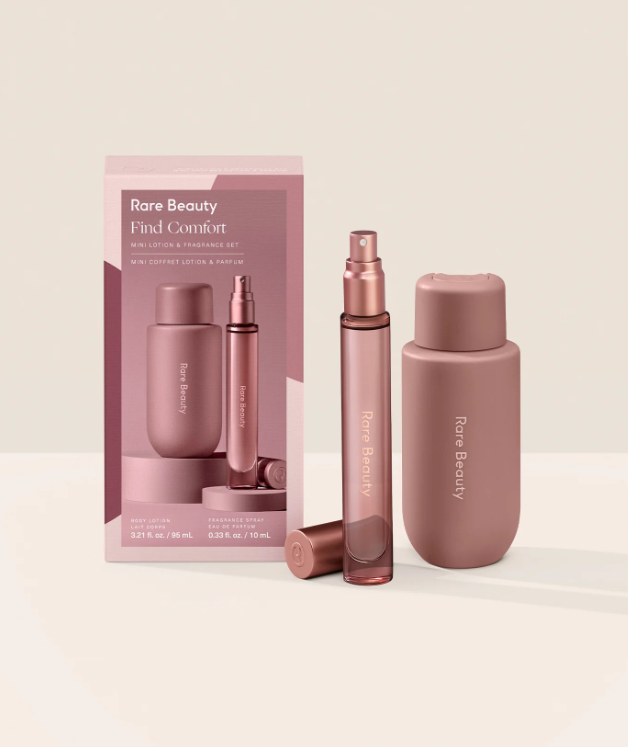 Rare Beauty
Find Comfort
MINI LOTION & FRAGRANCE SET
MINI COFFRET LOTION & PARFUM
Rare Beauty
Rare Beauty
BODY LOTION
LAIT CORPS
3.21 fl. oz. / 95 mL
FRAGRANCE SPRAY
EAU DE PARFUM
0.33 fl. oz. / 10 mL
Rare Beauty
Rare Beauty